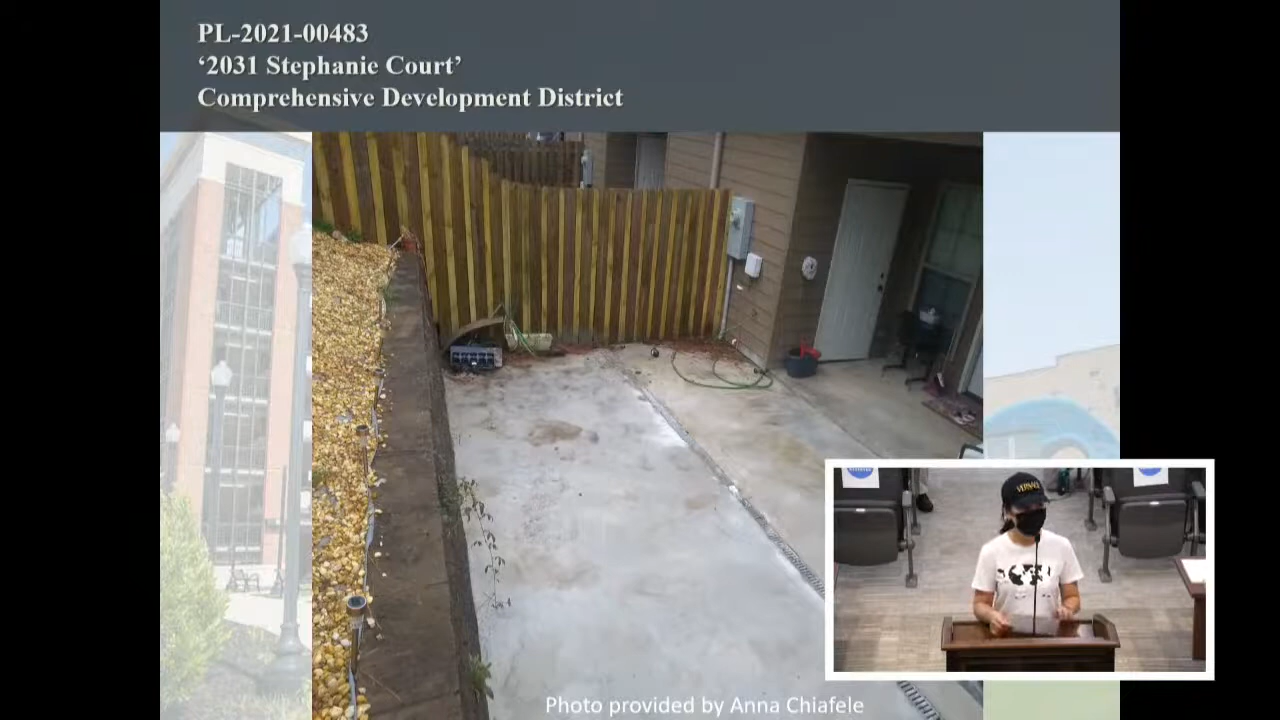 PL-2021-00483
‘2031 Stephanie Court’
Comprehensive Development District
Photo provided by Anna Chiafele